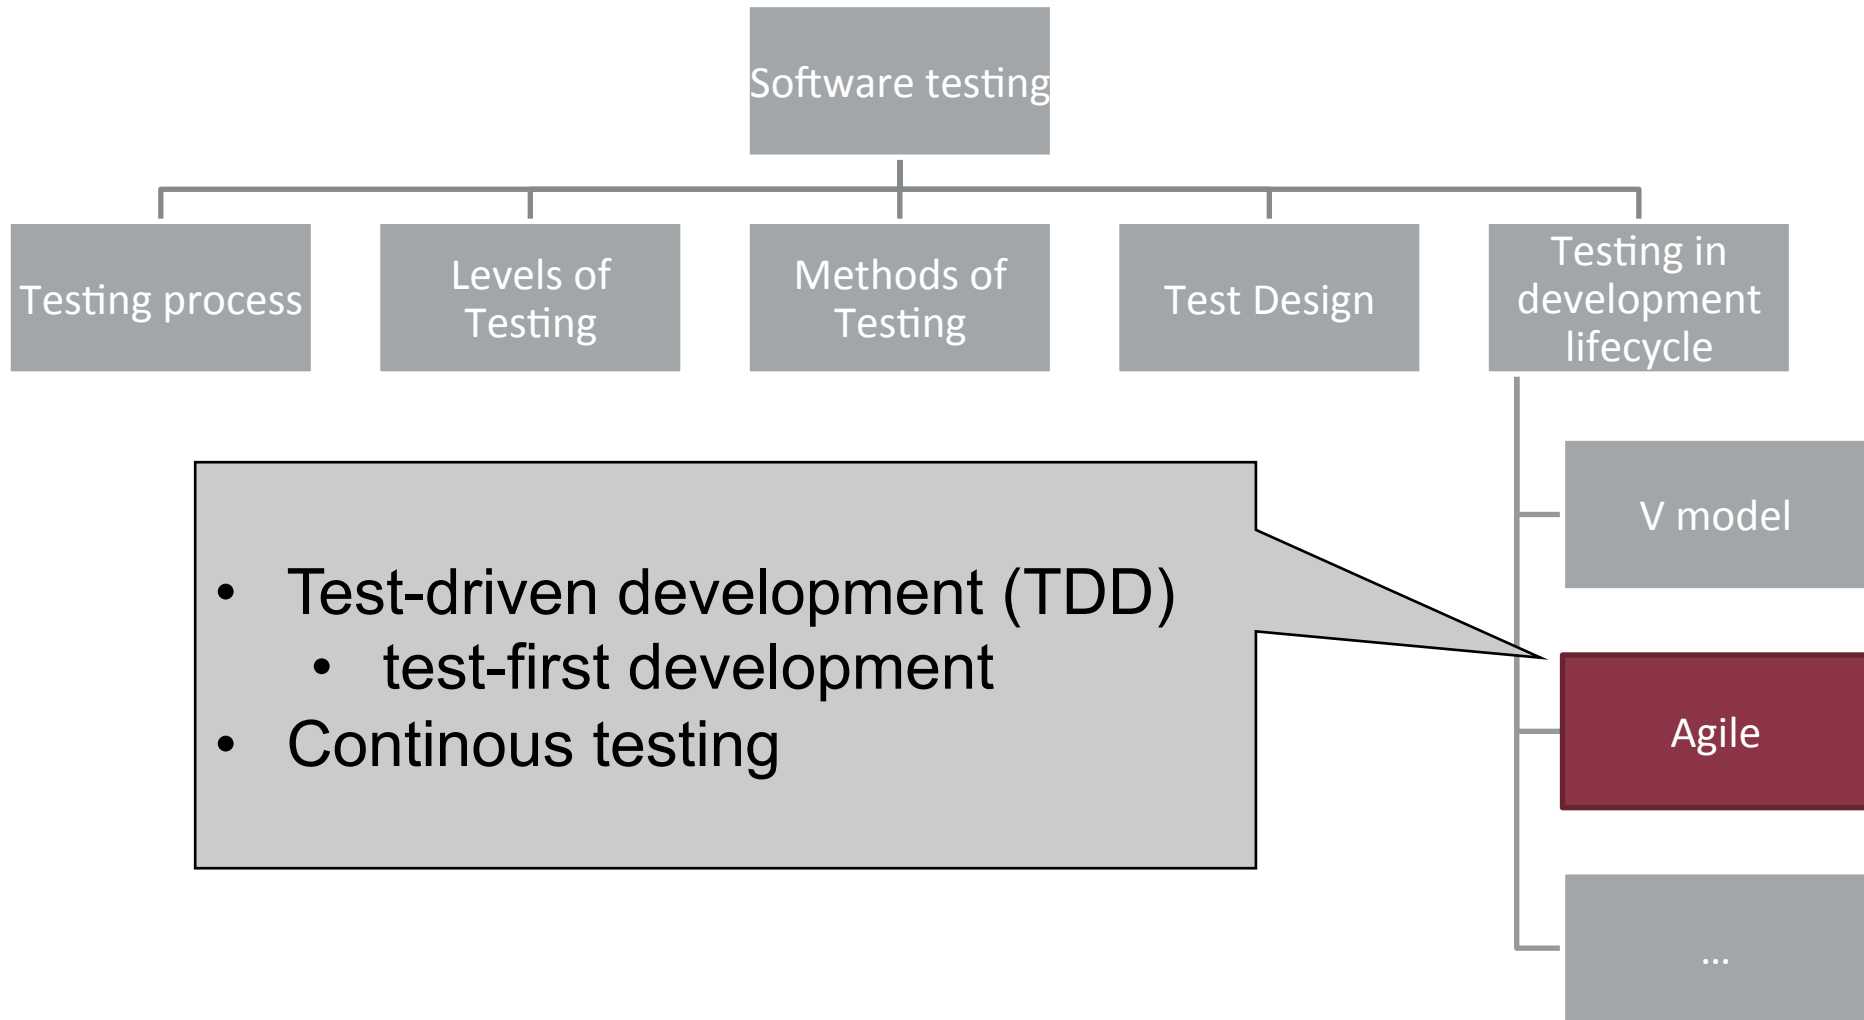 Software testing
Testing process
Levels of
Testing
Methods of
Testing
Test Design
Testing in
development
lifecycle
V model
• Test-driven development (TDD)
• test-first development
• Continous testing
Agile
...